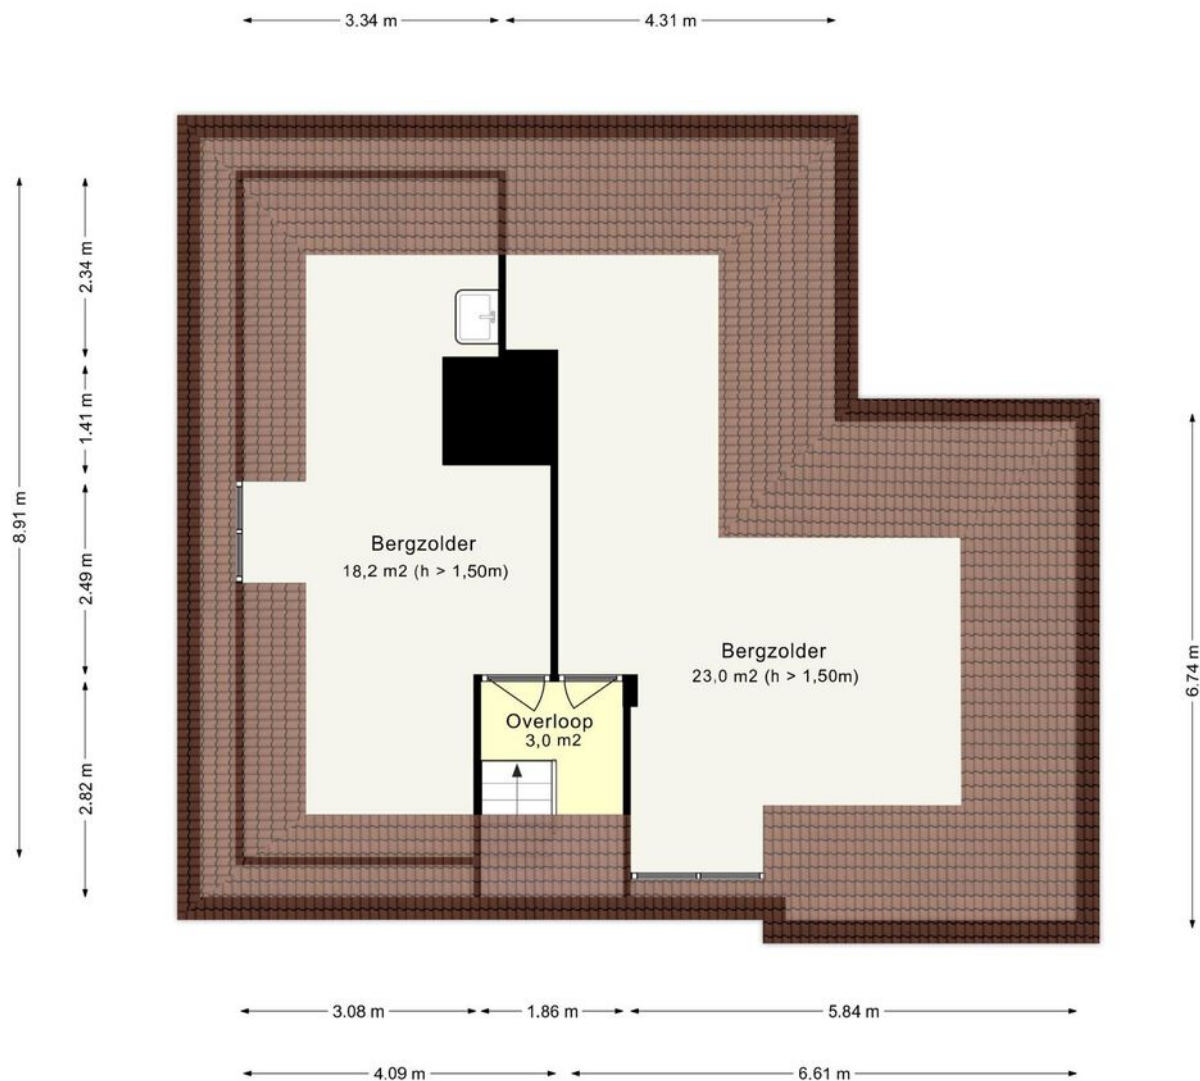 3.34 m
4.31 m
2.34 m
1.41 m
8.91 m
2.49 m
Bergzolder
18,2 m2 (h > 1,50m)
Bergzolder
23,0 m2 (h > 1,50m)
6.74 m
Overloop
3,0 m2
2.82 m
3.08 m
1.86 m
5.84 m
4.09 m
6.61 m